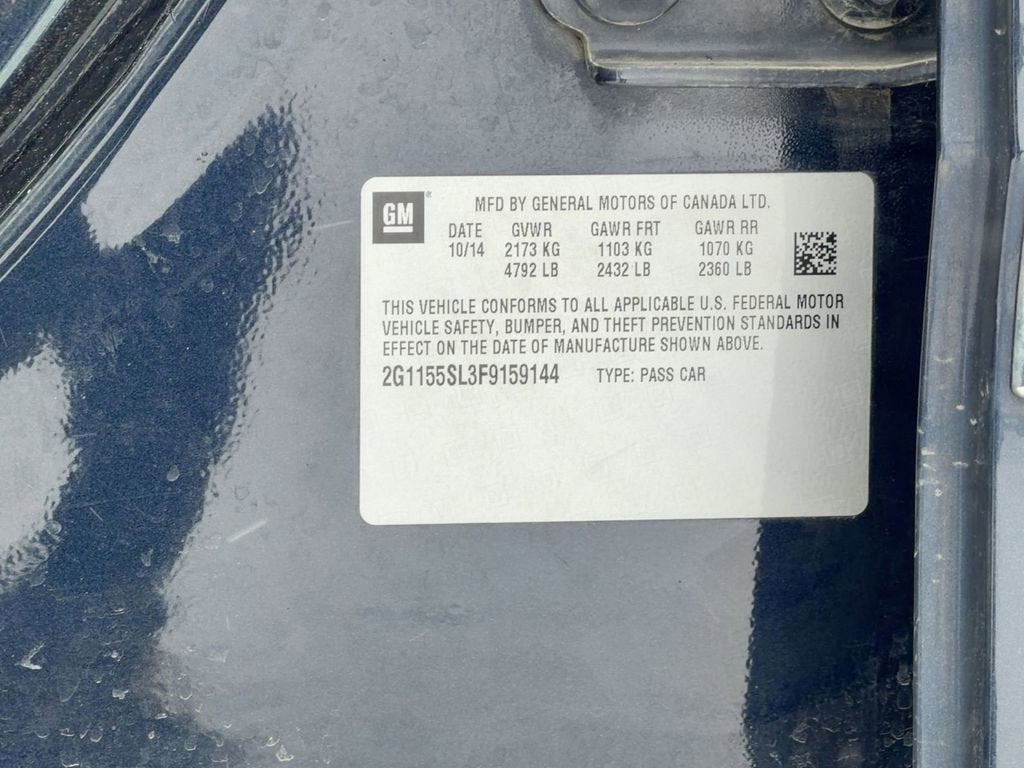 GM
MFD BY GENERAL MOTORS OF CANADA LTD.
DATE GVWR GAWR FRT GAWR RR
10/14 2173 KG 1103 KG 1070 KG
4792 LB 2432 LB 2360 LB
THIS VEHICLE CONFORMS TO ALL APPLICABLE U.S. FEDERAL MOTOR
VEHICLE SAFETY, BUMPER, AND THEFT PREVENTION STANDARDS IN
EFFECT ON THE DATE OF MANUFACTURE SHOWN ABOVE.
2G1155SL3F9159144 TYPE: PASS CAR